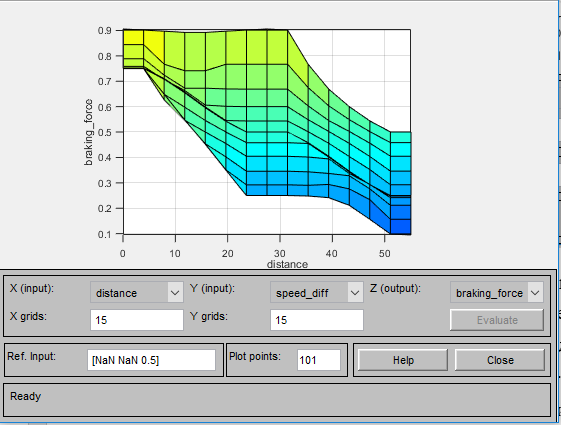 0.9
0.8
0.7
0.6
0.5
0.4
0.3
0.2
0.1
braking_force
0 10 20 30 40 50
distance
X (input): distance Y (input): speed_diff Z (output): braking_force
X grids: 15 Y grids: 15 Evaluate
Ref. Input: [NaN NaN 0.5] Plot points: 101 Help Close
Ready